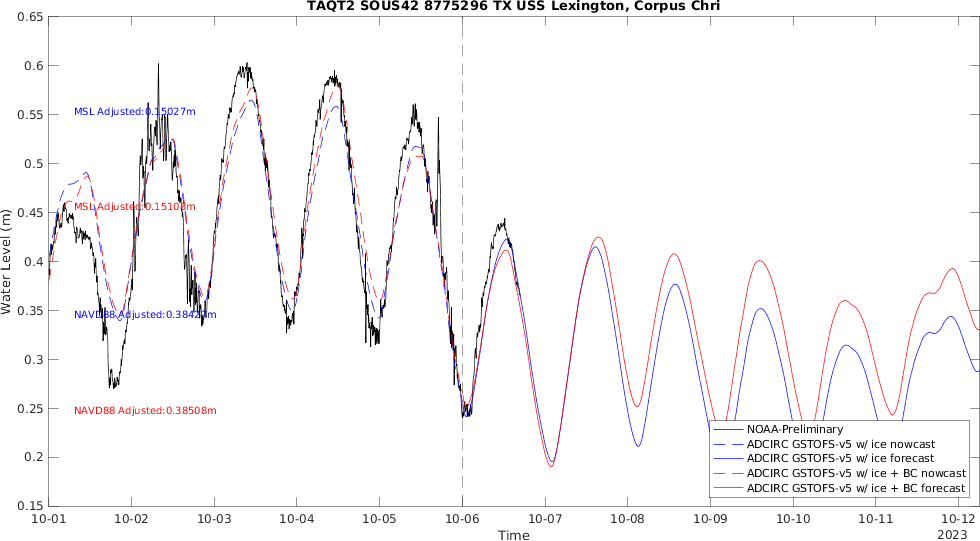 TAQT2 SOUS42 8775296 TX USS Lexington, Corpus Chri
0.65
0.6
0.55
0.5
0.45
0.4
0.35
0.3
0.25
0.2
0.15
Water Level (m)
MSL Adjusted:0.15027m
MSL Adjusted:0.15103m
NAVD88 Adjusted:0.38427m
NAVD88 Adjusted:0.38508m
NOAA-Preliminary
ADCIRC GSTOFS-v5 w/ ice nowcast
ADCIRC GSTOFS-v5 w/ ice forecast
ADCIRC GSTOFS-v5 w/ ice + BC nowcast
ADCIRC GSTOFS-v5 w/ ice + BC forecast
10-01 10-02 10-03 10-04 10-05 10-06 10-07 10-08 10-09 10-10 10-11 10-12
Time
2023